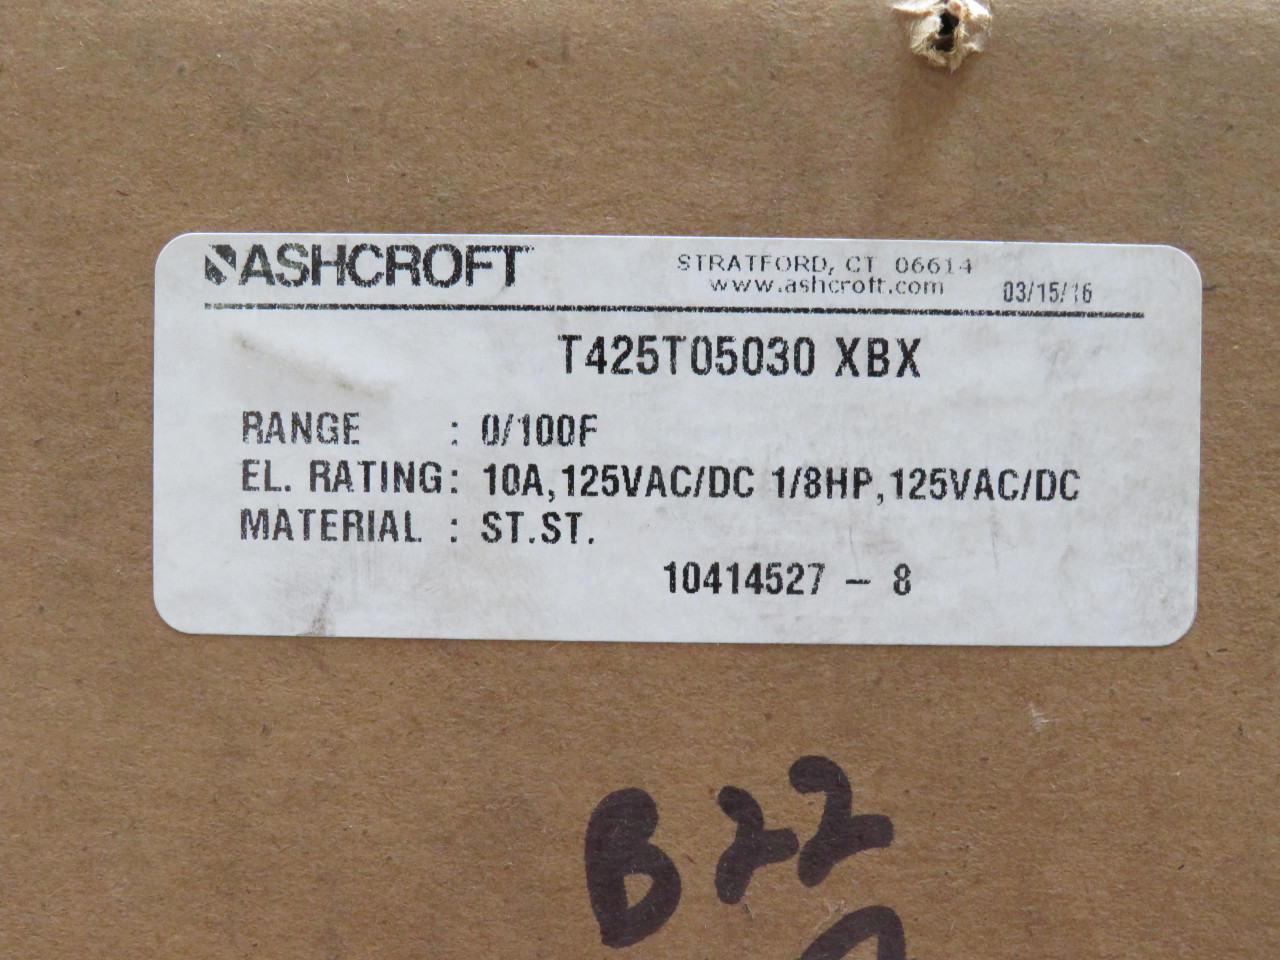 ASHCROFT
STRATFORD, CT 06614
www.ashcroft.com
03/15/16
T425T05030 XBX
RANGE : 0/100F
EL. RATING: 10A,125VAC/DC 1/8HP,125VAC/DC
MATERIAL : ST.ST.
10414527 - 8
B22